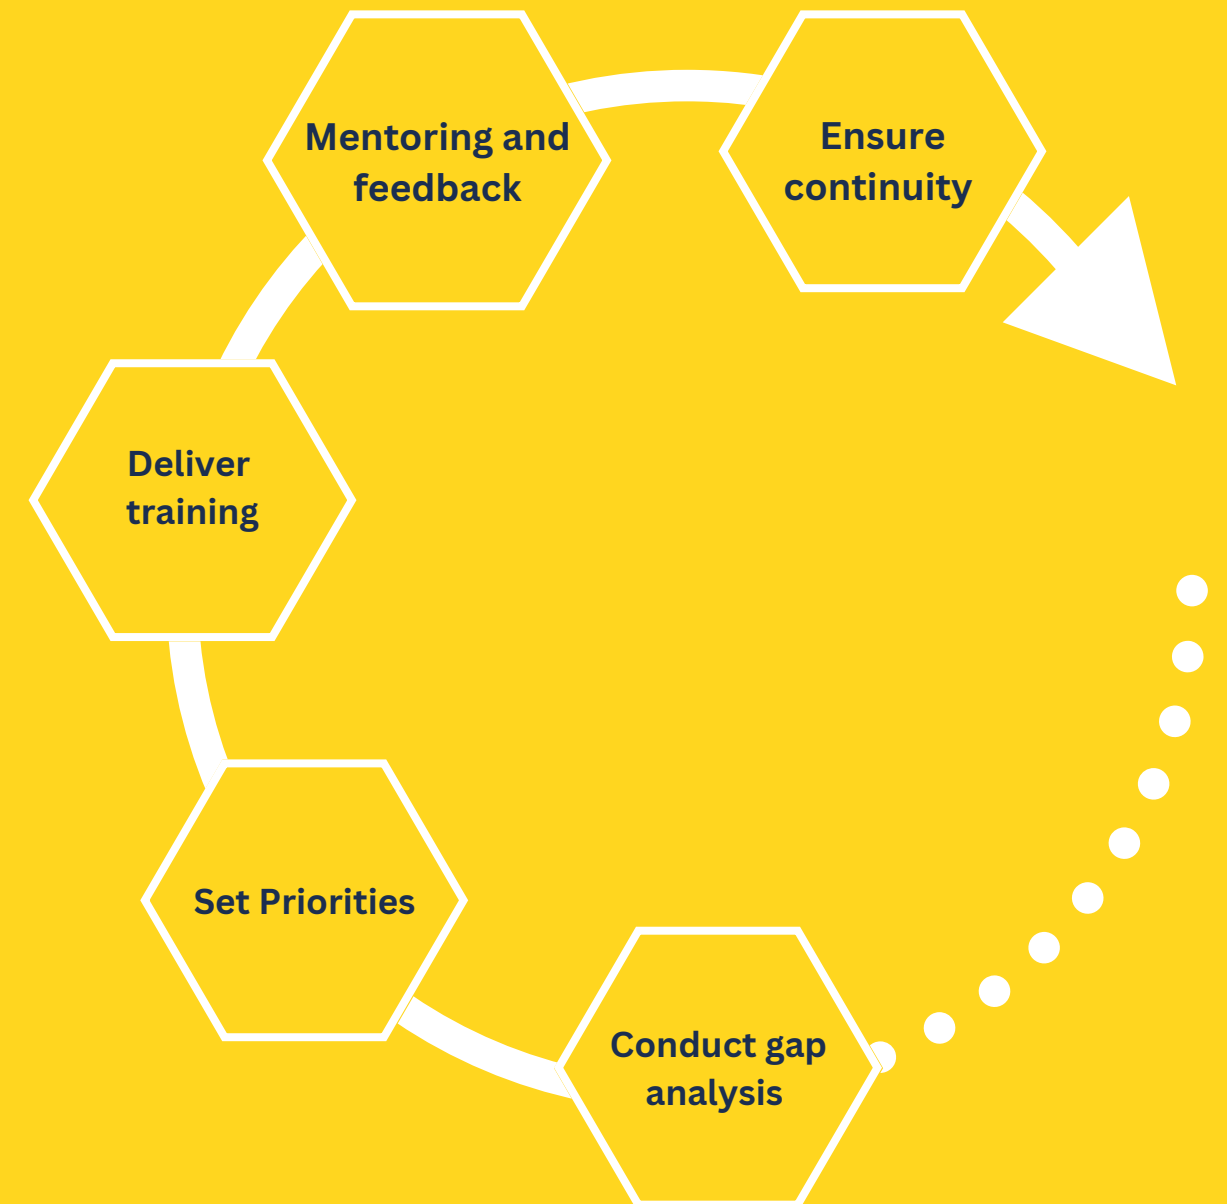 Mentoring and
feedback
Ensure
continuity
Deliver
training
Set Priorities
Conduct gap
analysis